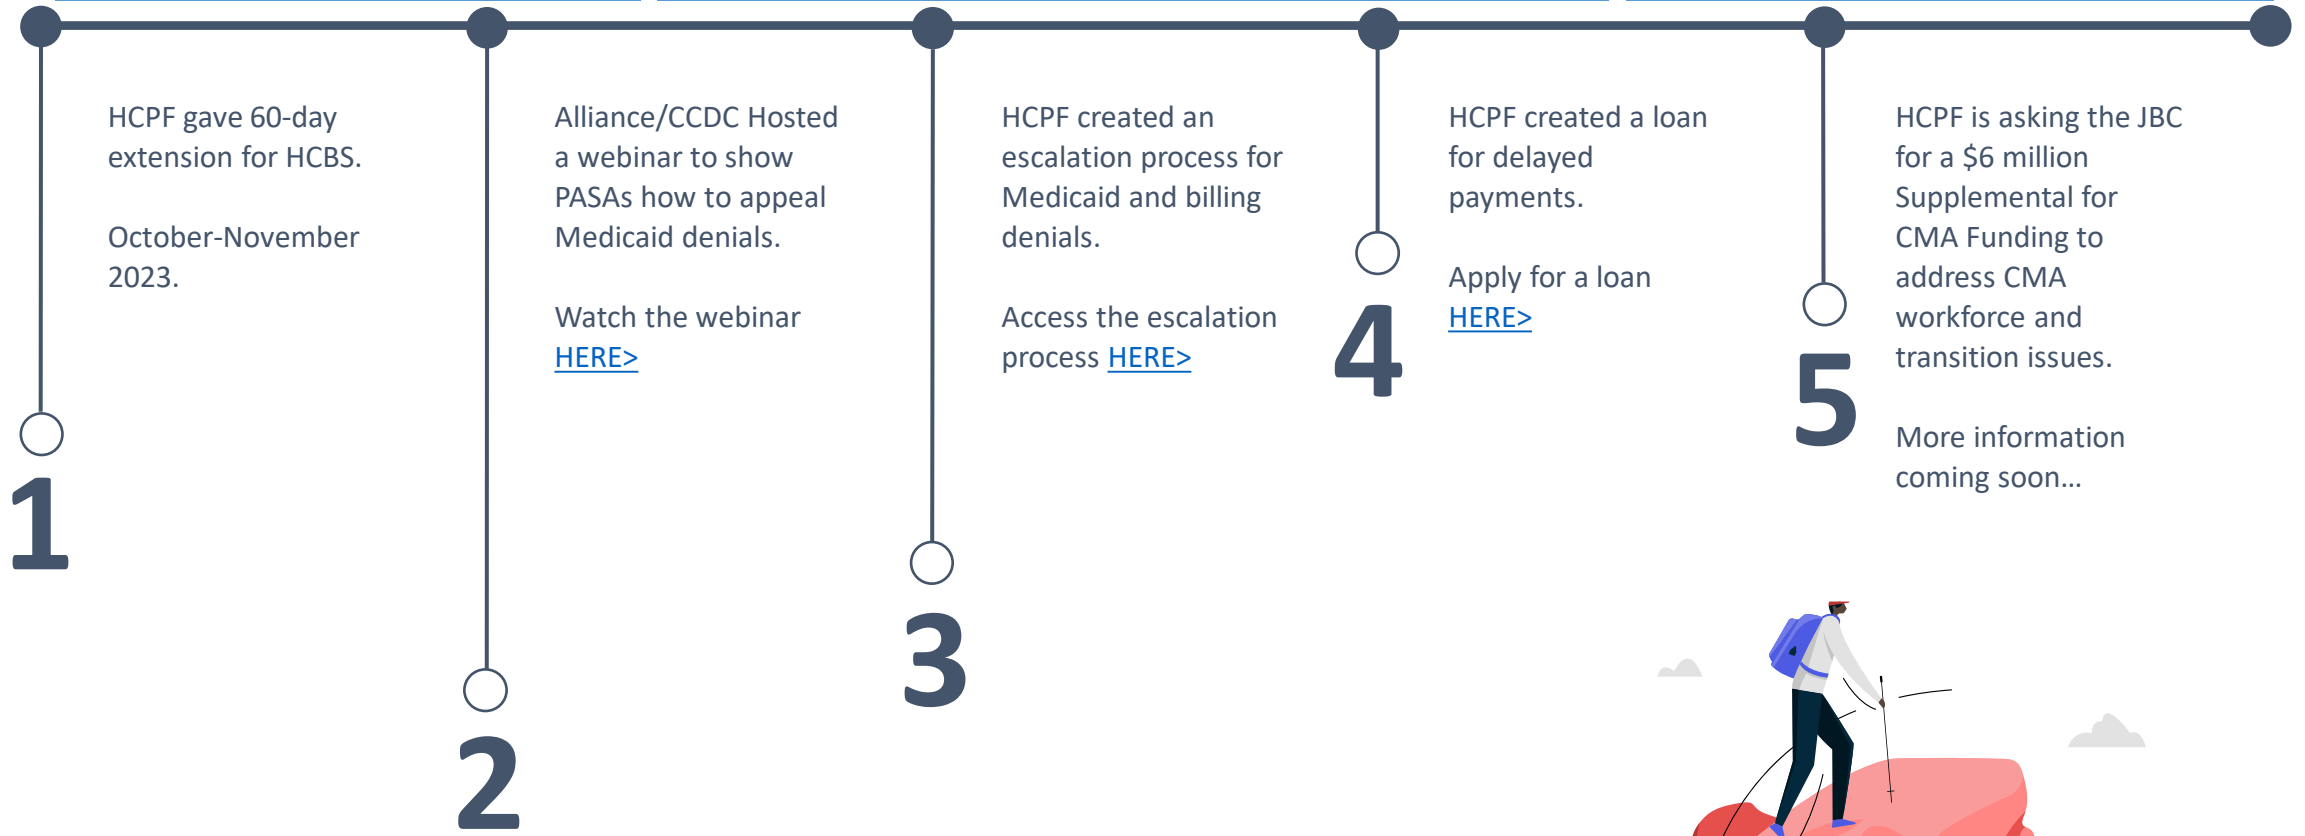 HCPF gave 60-day
extension for HCBS.
October-November
2023.
1
Alliance/CCDC Hosted
a webinar to show
PASAs how to appeal
Medicaid denials.
Watch the webinar
HERE>
2
HCPF created an
escalation process for
Medicaid and billing
denials.
Access the escalation
process HERE>
3
HCPF created a loan
for delayed
payments.
Apply for a loan
HERE>
4
HCPF is asking the JBC
for a $6 million
Supplemental for
CMA Funding to
address CMA
workforce and
transition issues.
More information
coming soon...
5